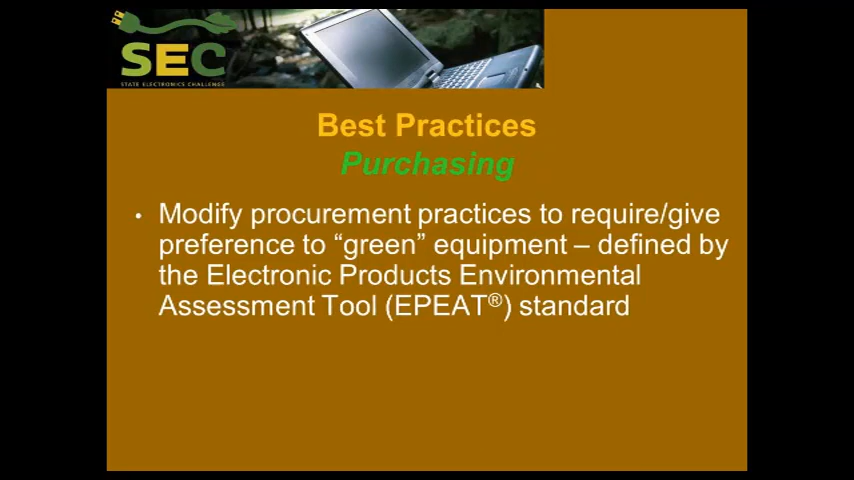 SEC
STATE ELECTRONICS CHALLENGE
Best Practices
Purchasing
• Modify procurement practices to require/give
preference to “green” equipment – defined by
the Electronic Products Environmental
Assessment Tool (EPEAT®) standard